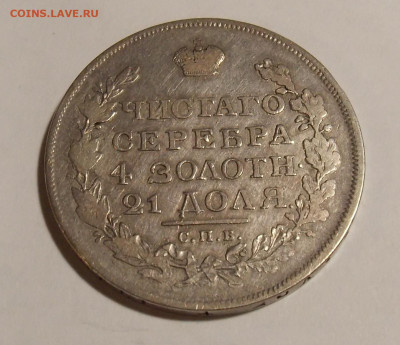 COINS.LAVE.RU
ЧИСТАГО
СЕРЕБРА
4 ЗОЛОТН
21 ДОЛЯ.
С.П.Б.